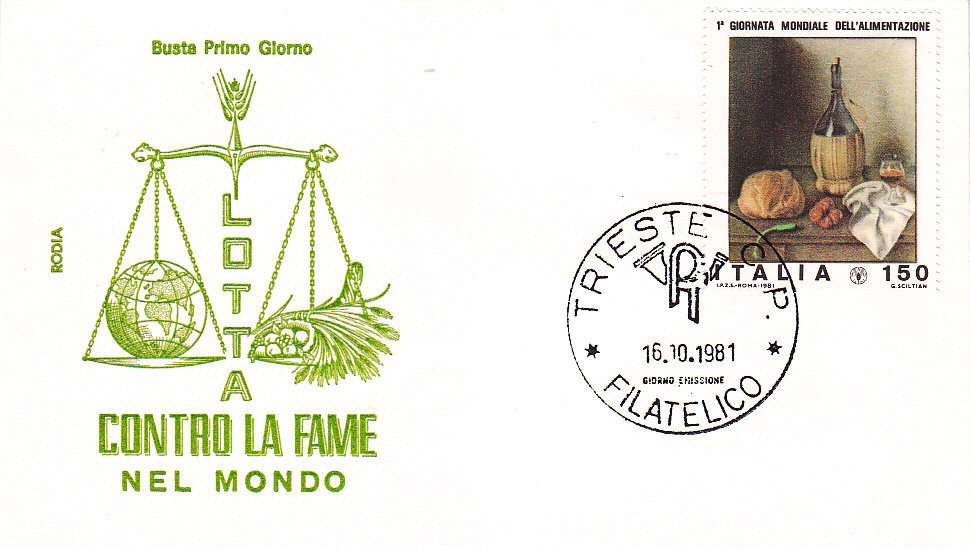 Busta Primo Giorno
RODIA
LOTTA
CONTRO LA FAME
NEL MONDO
1ª GIORNATA MONDIALE DELL'ALIMENTAZIONE
ITALIA 150
I.P.Z.S.-ROMA-1981 G. SCILTIAN
TRIESTE C.P.
16.10.1981
GIORNO EMISSIONE
FILATELICO